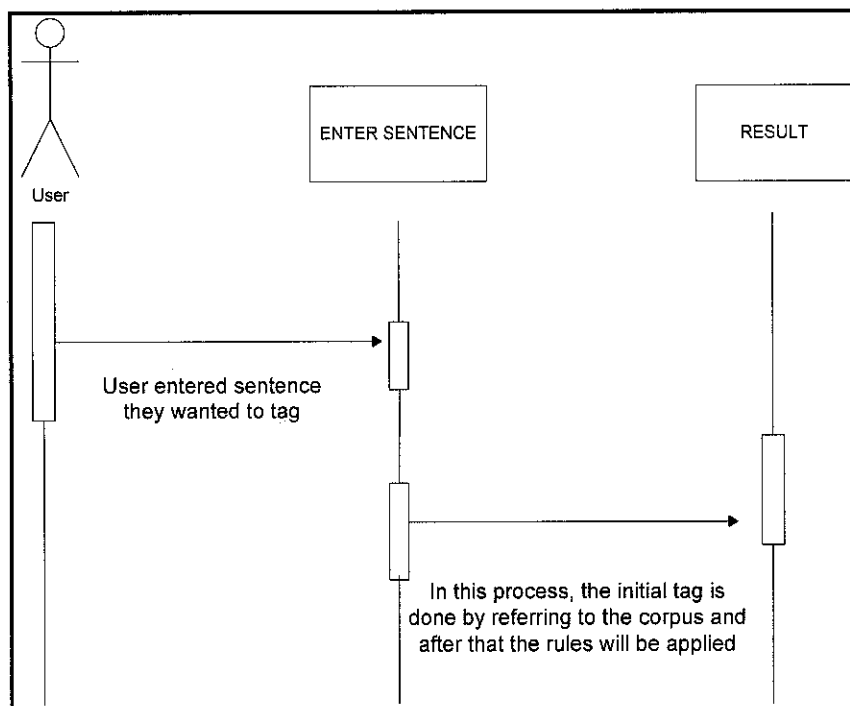 ENTER SENTENCE
RESULT
User
User entered sentence
they wanted to tag
In this process, the initial tag is
done by referring to the corpus and
after that the rules will be applied